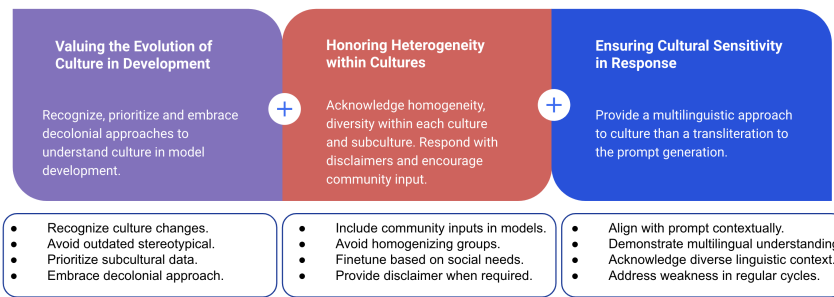 Valuing the Evolution of
Culture in Development
Recognize, prioritize and embrace
decolonial approaches to
understand culture in model
development.
+
Honoring Heterogeneity
within Cultures
Acknowledge homogeneity,
diversity within each culture
and subculture. Respond with
disclaimers and encourage
community input.
+
Ensuring Cultural Sensitivity
in Response
Provide a multilinguistic approach
to culture than a transliteration to
the prompt generation.
● Recognize culture changes.
● Avoid outdated stereotypical.
● Prioritize subcultural data.
● Embrace decolonial approach.
● Include community inputs in models.
● Avoid homogenizing groups.
● Finetune based on social needs.
● Provide disclaimer when required.
● Align with prompt contextually.
● Demonstrate multilingual understanding
● Acknowledge diverse linguistic context.
● Address weakness in regular cycles.